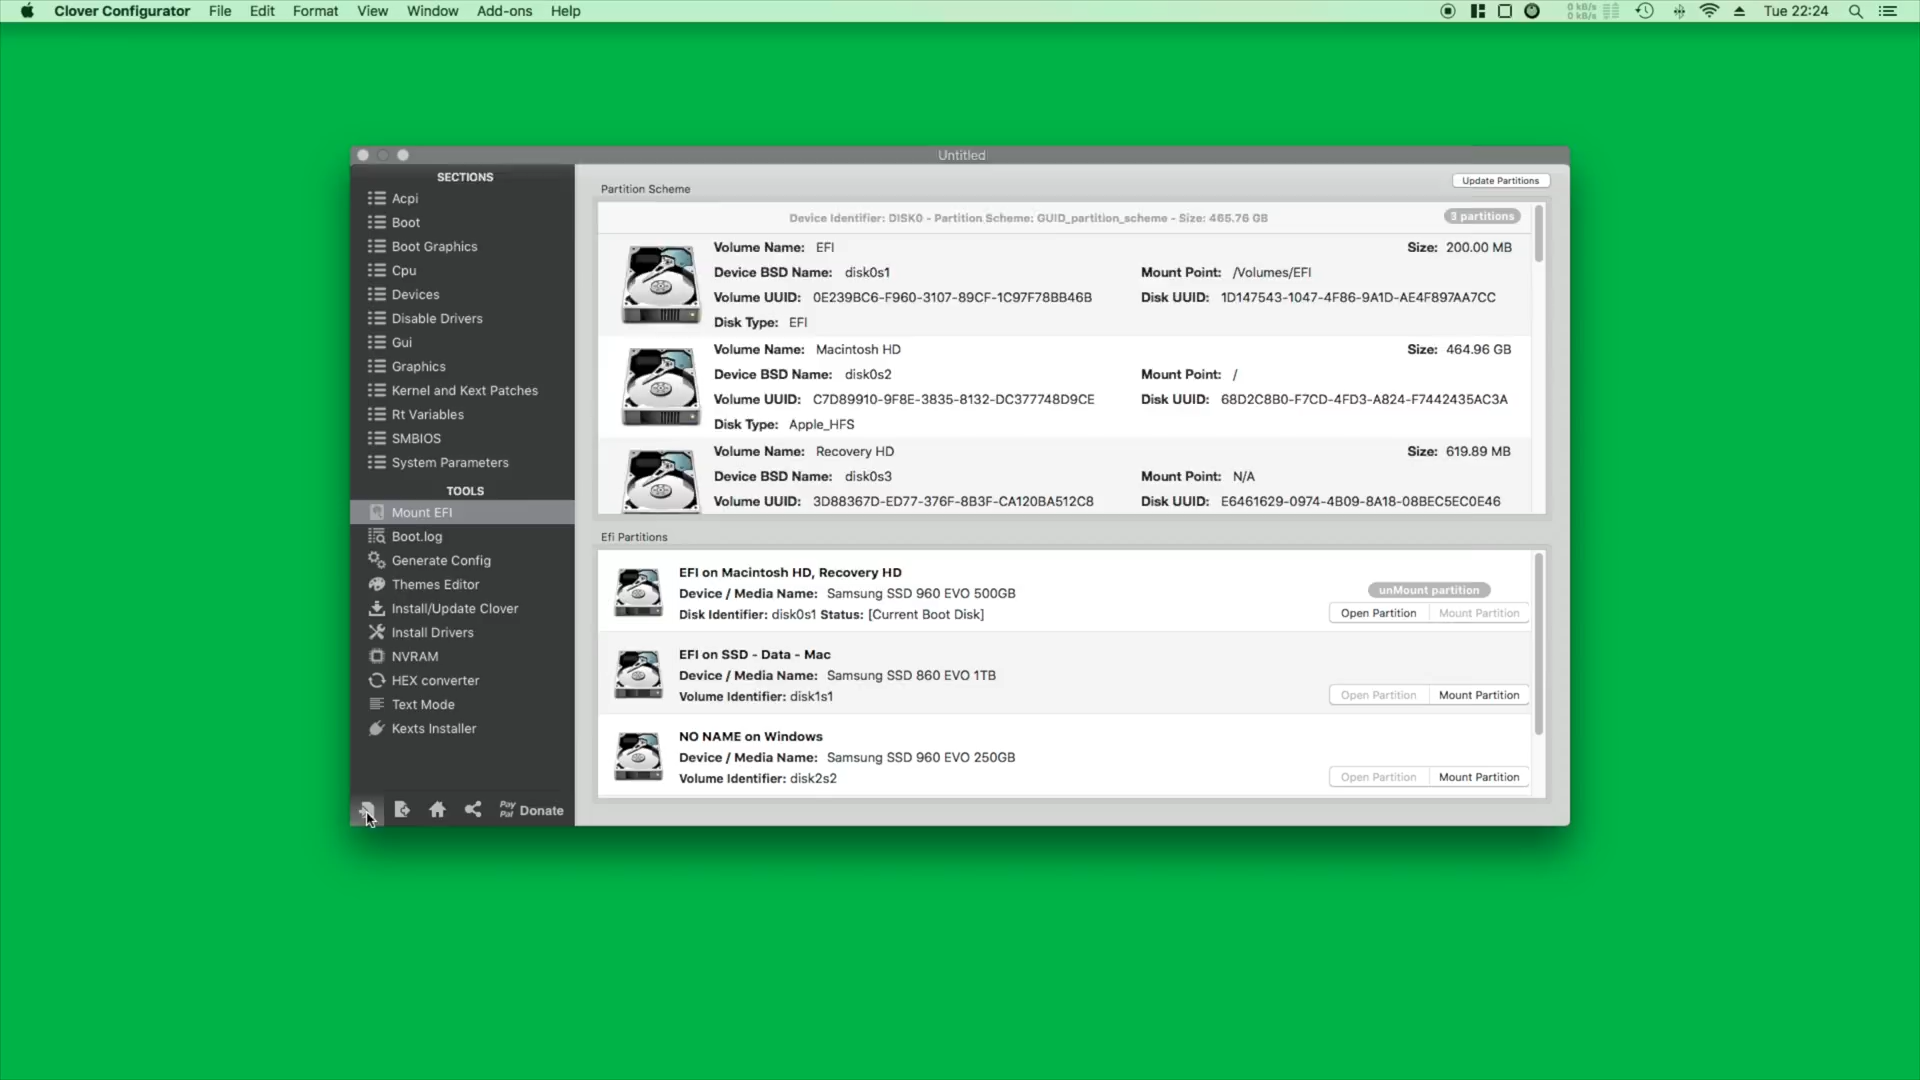 Clover Configurator File Edit Format View Window Add-ons Help
0 kB/s
0 kB/s
Tue 22:24
Untitled
SECTIONS
Acpi
Boot
Boot Graphics
Cpu
Devices
Disable Drivers
Gui
Graphics
Kernel and Kext Patches
Rt Variables
SMBIOS
System Parameters
TOOLS
Mount EFI
Boot.log
Generate Config
Themes Editor
Install/Update Clover
Install Drivers
NVRAM
HEX converter
Text Mode
Kexts Installer
Pay
Pal
Donate
Partition Scheme
Update Partitions
Device Identifier: DISK0 - Partition Scheme: GUID_partition_scheme - Size: 465.76 GB
3 partitions
Volume Name: EFI Size: 200.00 MB
Device BSD Name: disk0s1 Mount Point: /Volumes/EFI
Volume UUID: 0E239BC6-F960-3107-89CF-1C97F78BB46B Disk UUID: 1D147543-1047-4F86-9A1D-AE4F897AA7CC
Disk Type: EFI
Volume Name: Macintosh HD Size: 464.96 GB
Device BSD Name: disk0s2 Mount Point: /
Volume UUID: C7D89910-9F8E-3835-8132-DC377748D9CE Disk UUID: 68D2C8B0-F7CD-4FD3-A824-F7442435AC3A
Disk Type: Apple_HFS
Volume Name: Recovery HD Size: 619.89 MB
Device BSD Name: disk0s3 Mount Point: N/A
Volume UUID: 3D88367D-ED77-376F-8B3F-CA120BA512C8 Disk UUID: E6461629-0974-4B09-8A18-08BEC5EC0E46
Efi Partitions
EFI on Macintosh HD, Recovery HD
Device / Media Name: Samsung SSD 960 EVO 500GB
Disk Identifier: disk0s1 Status: [Current Boot Disk]
unMount partition
Open Partition Mount Partition
EFI on SSD - Data - Mac
Device / Media Name: Samsung SSD 860 EVO 1TB
Volume Identifier: disk1s1
Open Partition Mount Partition
NO NAME on Windows
Device / Media Name: Samsung SSD 960 EVO 250GB
Volume Identifier: disk2s2
Open Partition Mount Partition